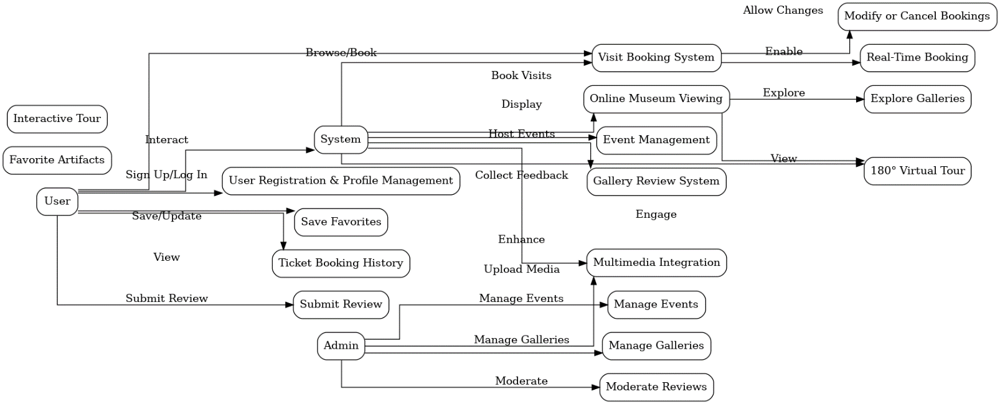 Allow Changes
Modify or Cancel Bookings
Browse/Book
Visit Booking System
Enable
Real-Time Booking
Book Visits
Online Museum Viewing
Explore
Explore Galleries
Display
Interactive Tour
Interact
System
Host Events
Event Management
Favorite Artifacts
View
180° Virtual Tour
Sign Up/Log In
User Registration & Profile Management
Collect Feedback
Gallery Review System
User
Save/Update
Save Favorites
Engage
Enhance
View
Ticket Booking History
Multimedia Integration
Upload Media
Submit Review
Submit Review
Manage Events
Manage Events
Admin
Manage Galleries
Manage Galleries
Moderate
Moderate Reviews